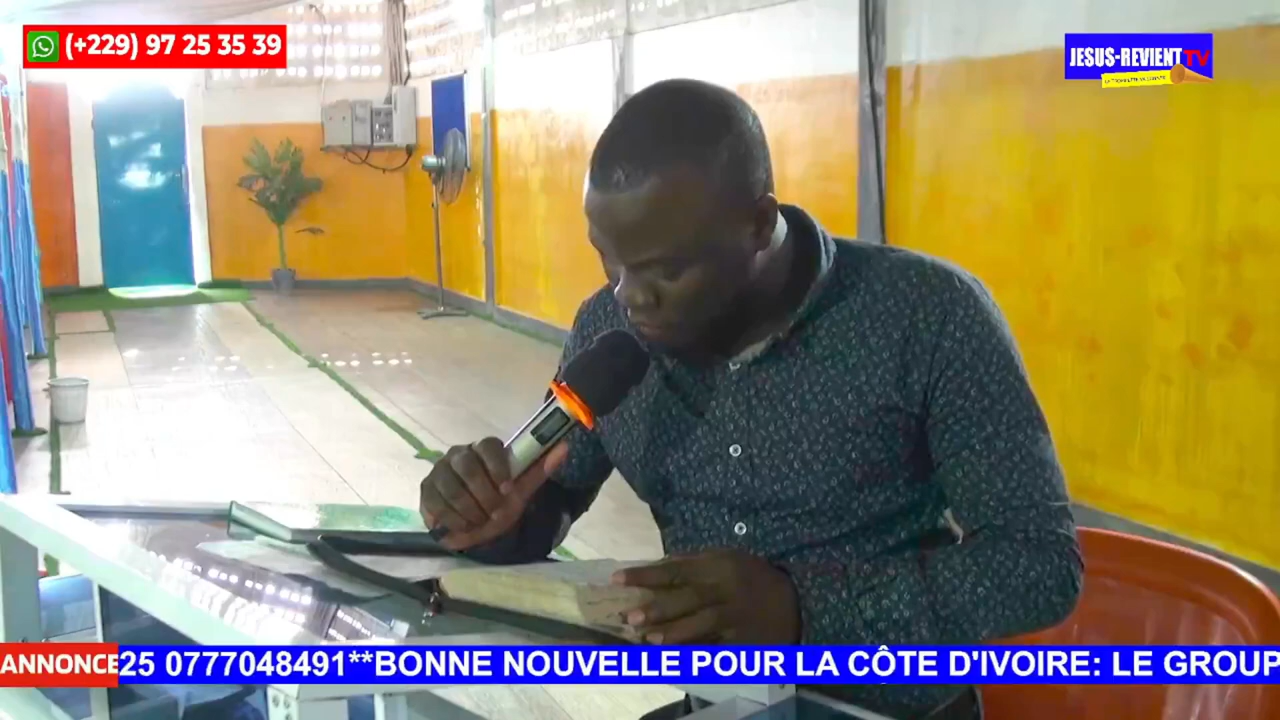 (+229) 97 25 35 39
JESUS-REVIENT TV
ANNONCE
25 0777048491**BONNE NOUVELLE POUR LA CÔTE D'IVOIRE: LE GROUP